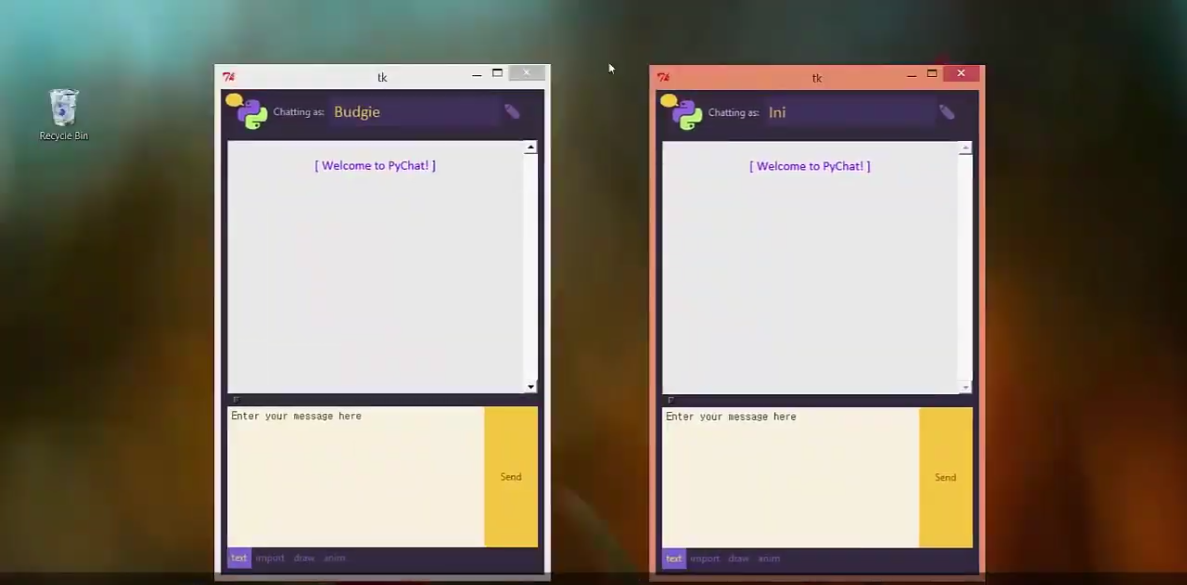 Recycle Bin
tk
Chatting as: Budgie
[ Welcome to PyChat! ]
Enter your message here
Send
text import draw anim
tk
Chatting as: Ini
[ Welcome to PyChat! ]
Enter your message here
Send
text import draw anim